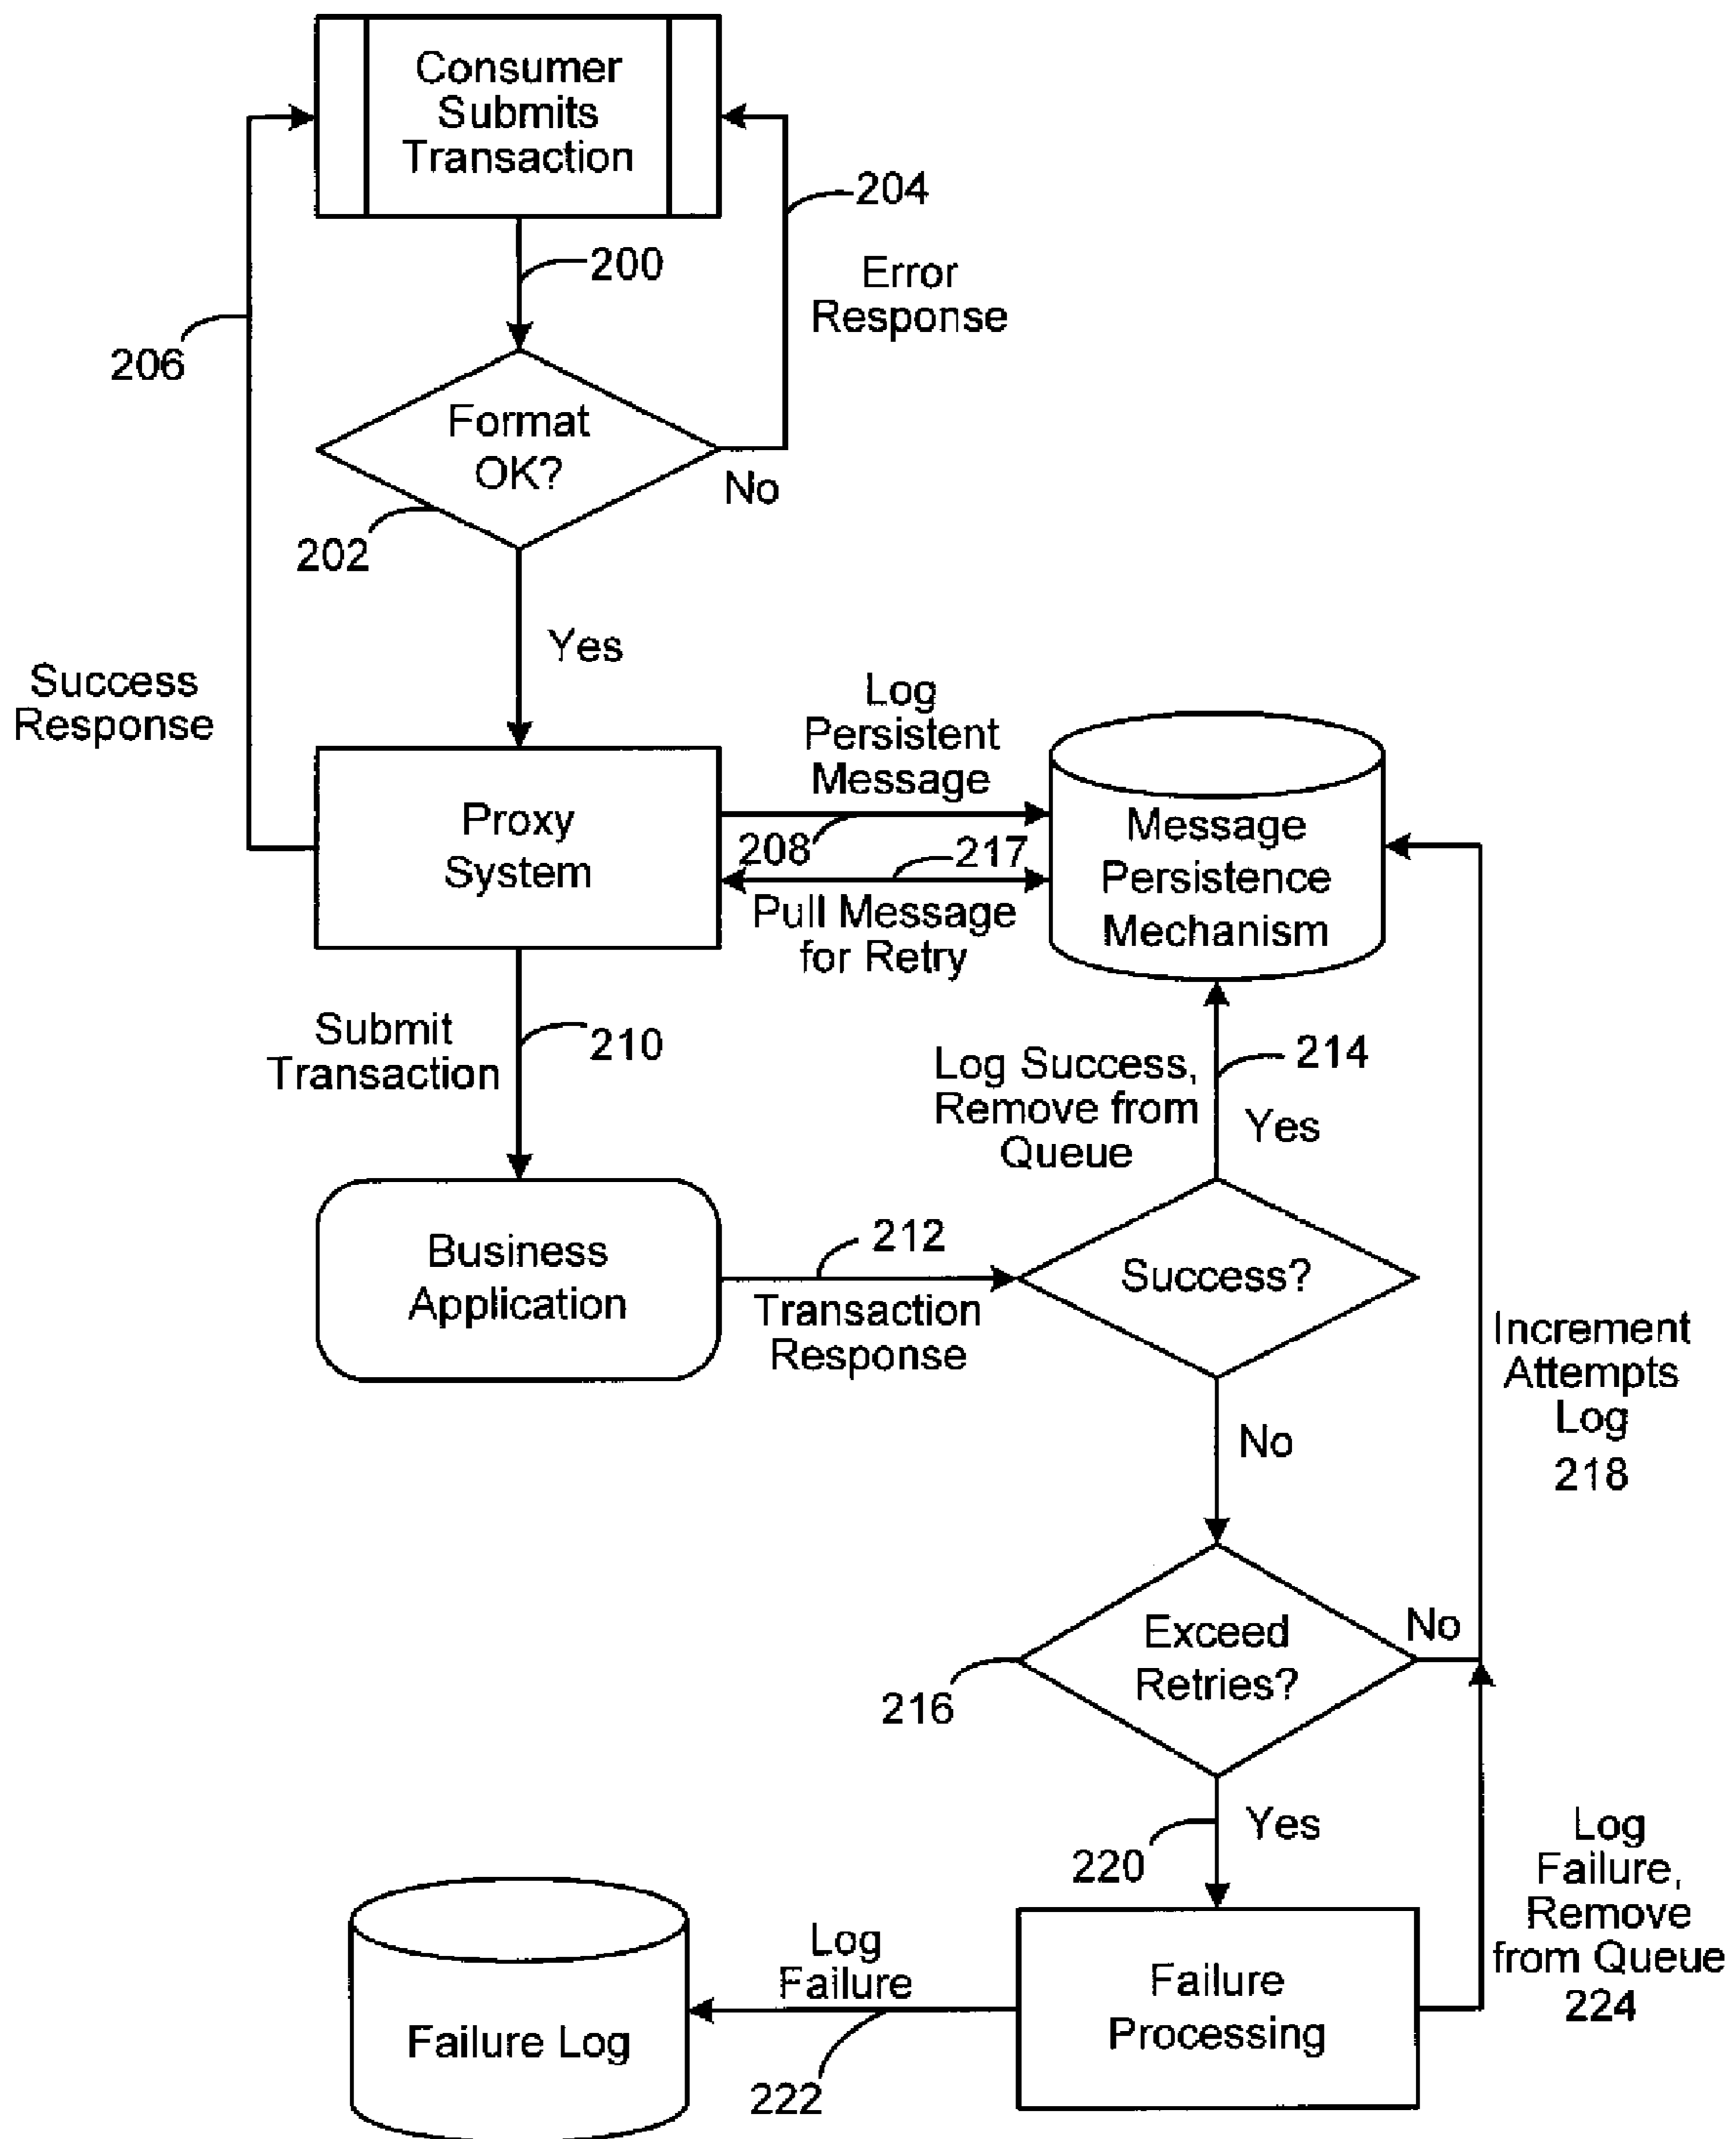 Consumer
Submits
Transaction
204
200
Error
Response
206
Format
OK?
No
202
Yes
Success
Response
Log
Persistent
Message
Proxy
System
208
217
Message
Persistence
Mechanism
Pull Message
for Retry
Submit
Transaction
210
214
Log Success,
Remove from
Queue
Yes
212
Business
Application
Success?
Transaction
Response
Increment
Attempts
Log
218
No
Exceed
Retries?
No
216
Yes
220
Log
Failure,
Remove
from Queue
224
Log
Failure
Failure
Processing
Failure Log
222